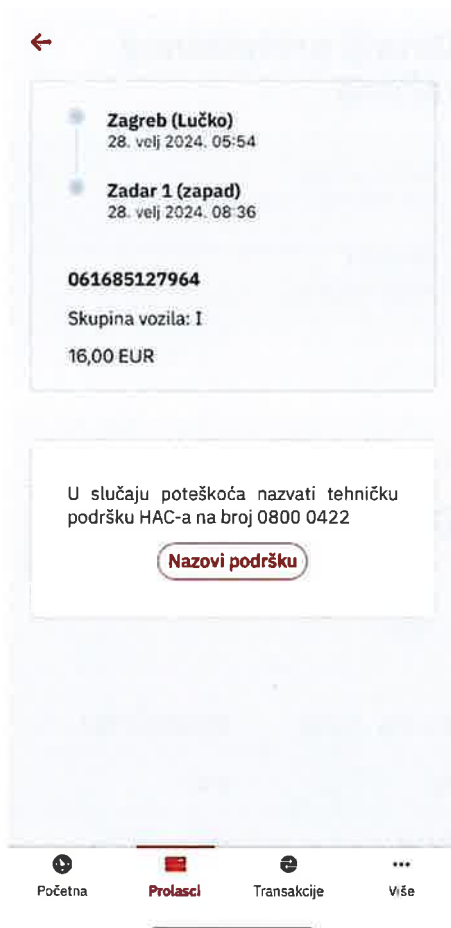 Zagreb (Lučko)
28. velj 2024. 05:54
Zadar 1 (zapad)
28. velj 2024. 08:36
061685127964
Skupina vozila: I
16,00 EUR
U slučaju poteškoća nazvati tehničku
podršku HAC-a na broj 0800 0422
Nazovi podršku
Početna Prolasci Transakcije Više